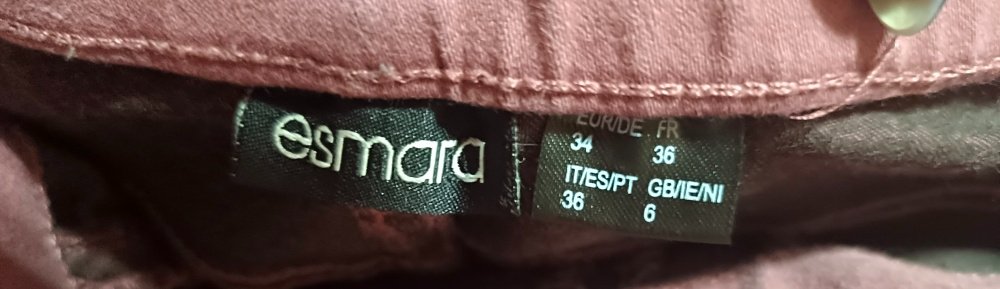 esmara
EUR/DE FR
34 36
IT/ES/PT GB/IE/NI
36 6